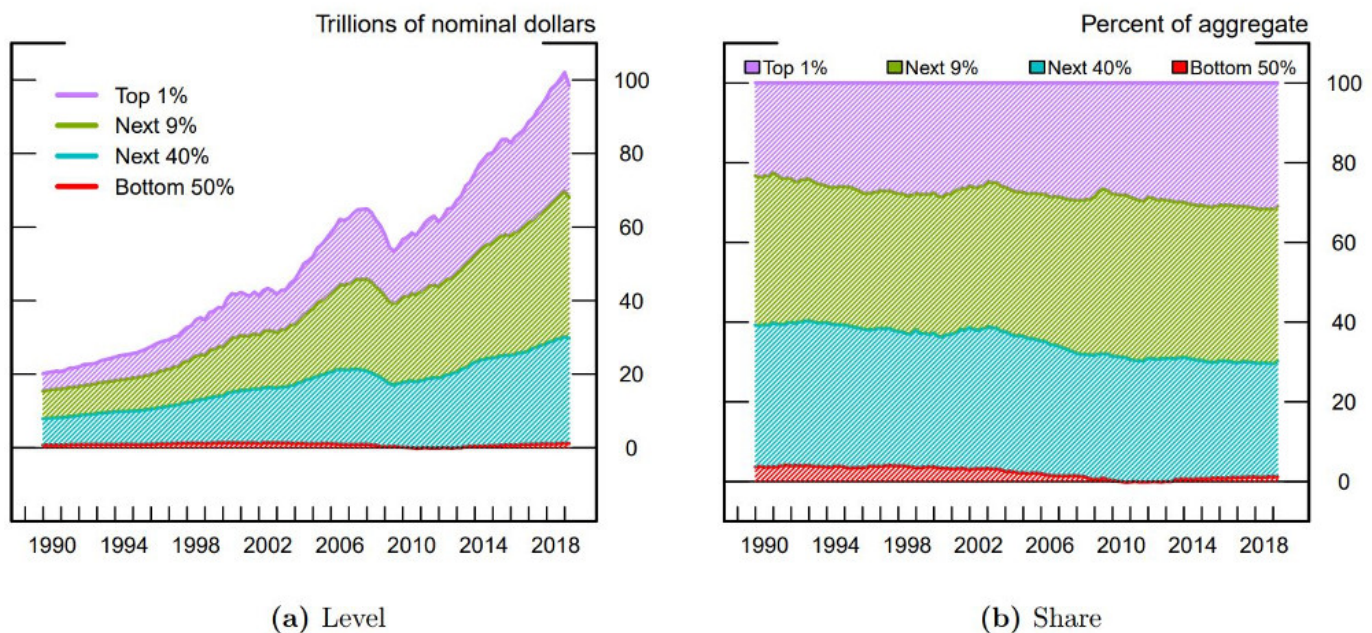 Trillions of nominal dollars
Top 1%
Next 9%
Next 40%
Bottom 50%
100
80
60
40
20
0
1990 1994 1998 2002 2006 2010 2014 2018
(a) Level
Percent of aggregate
Top 1% Next 9% Next 40% Bottom 50%
100
80
60
40
20
0
1990 1994 1998 2002 2006 2010 2014 2018
(b) Share